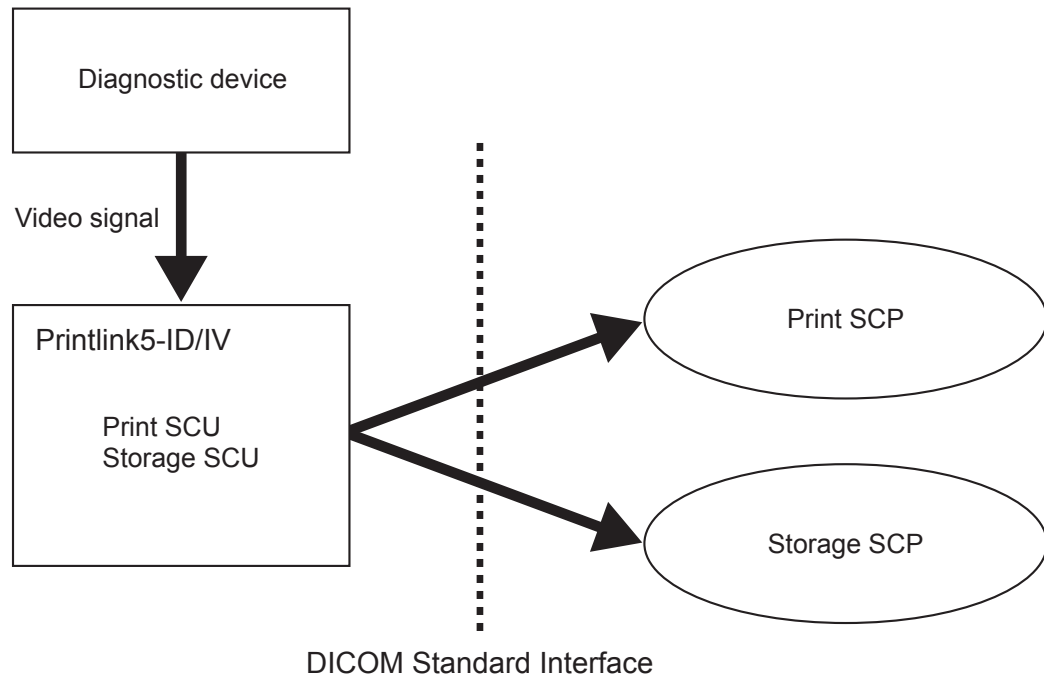 Diagnostic device
Video signal
Printlink5-ID/IV
Print SCU
Storage SCU
Print SCP
Storage SCP
DICOM Standard Interface